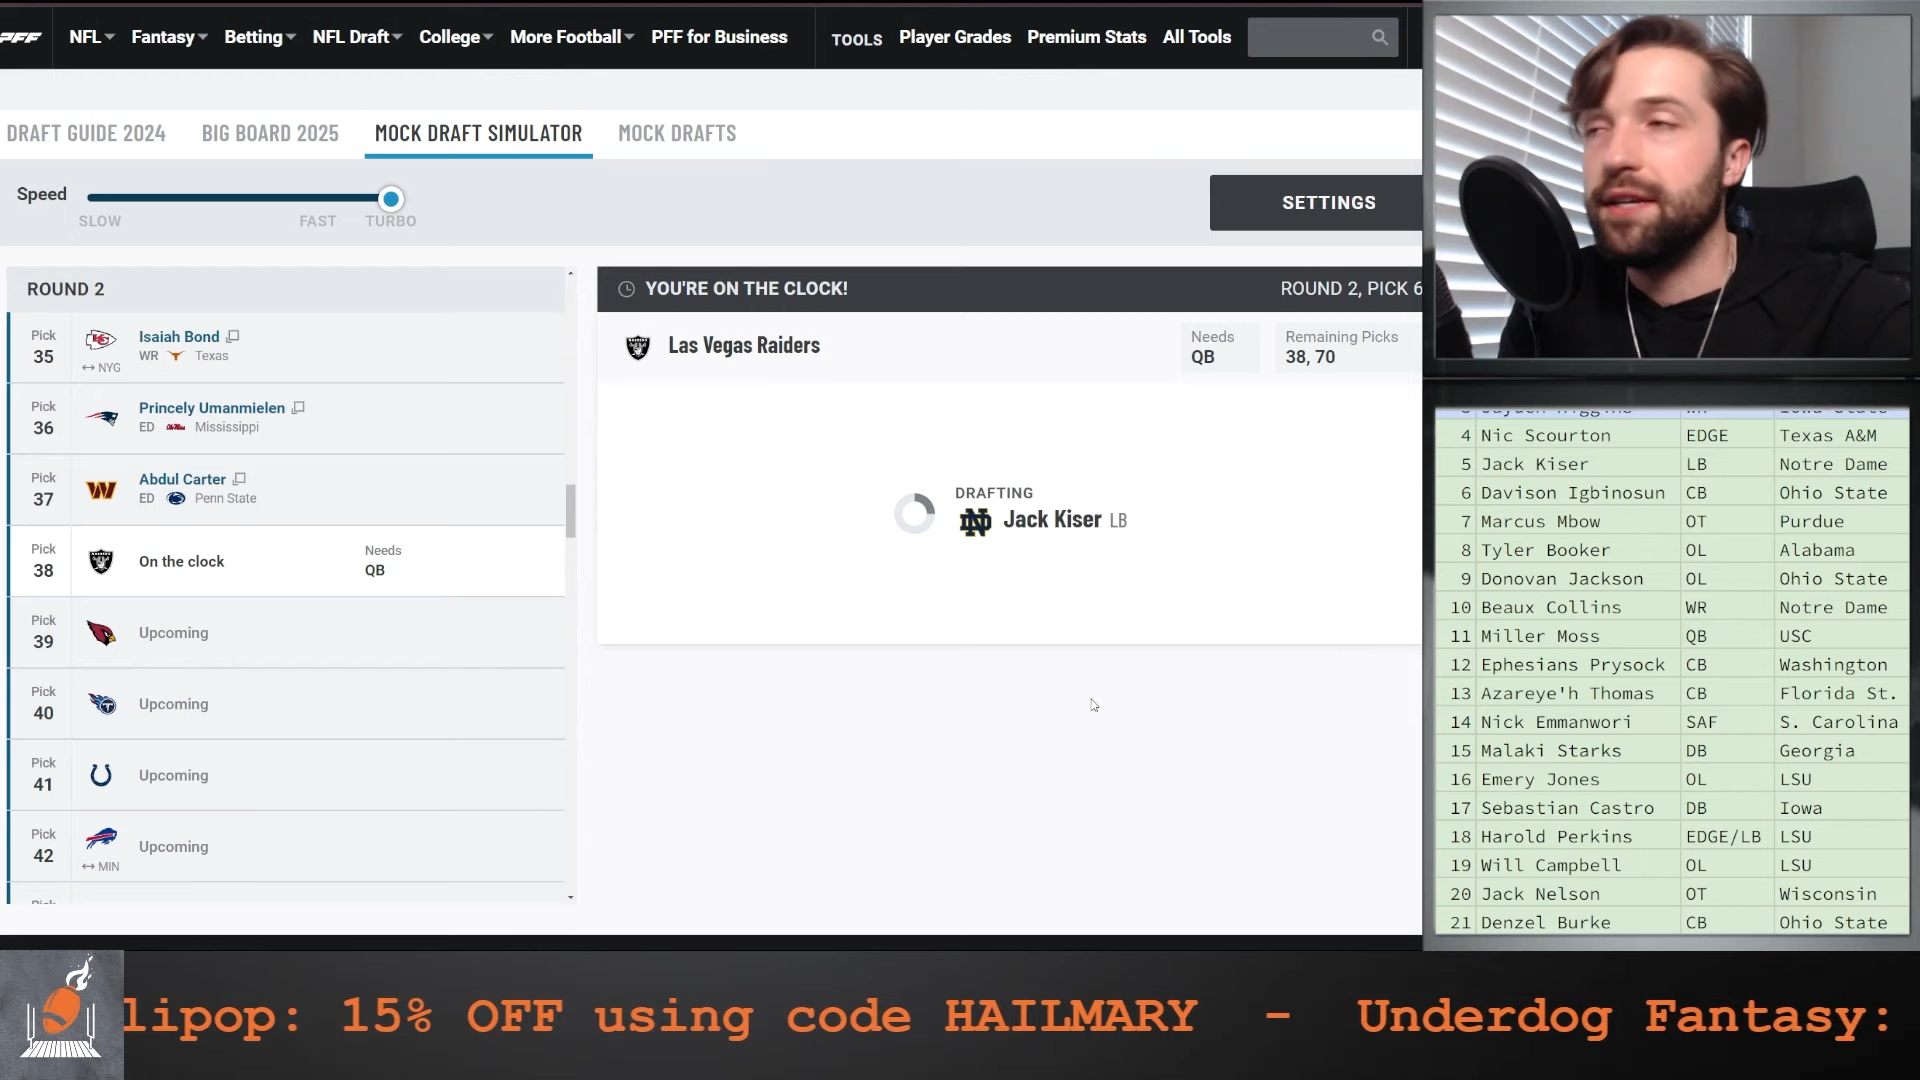 PFF NFL Fantasy Betting NFL Draft College More Football PFF for Business TOOLS Player Grades Premium Stats All Tools
DRAFT GUIDE 2024 BIG BOARD 2025 MOCK DRAFT SIMULATOR MOCK DRAFTS
Speed
SLOW FAST TURBO
SETTINGS
ROUND 2
Pick 35 NYG Isaiah Bond
WR Texas
Pick 36 Princely Umanmielen
ED Ole Miss Mississippi
Pick 37 W Abdul Carter
ED Penn State
Pick 38 RAIDERS On the clock Needs QB
Pick 39 Upcoming
Pick 40 Upcoming
Pick 41 Upcoming
Pick 42 MIN Upcoming
YOU'RE ON THE CLOCK! ROUND 2, PICK 6
Las Vegas Raiders
Needs
QB
Remaining Picks
38, 70
DRAFTING
ND Jack Kiser LB
4 Nic Scourton EDGE Texas A&M
5 Jack Kiser LB Notre Dame
6 Davison Igbinosun CB Ohio State
7 Marcus Mbow OT Purdue
8 Tyler Booker OL Alabama
9 Donovan Jackson OL Ohio State
10 Beaux Collins WR Notre Dame
11 Miller Moss QB USC
12 Ephesians Prysock CB Washington
13 Azareye'h Thomas CB Florida St.
14 Nick Emmanwori SAF S. Carolina
15 Malaki Starks DB Georgia
16 Emery Jones OL LSU
17 Sebastian Castro DB Iowa
18 Harold Perkins EDGE/LB LSU
19 Will Campbell OL LSU
20 Jack Nelson OT Wisconsin
21 Denzel Burke CB Ohio State
lipop: 15% OFF using code HAILMARY - Underdog Fantasy: